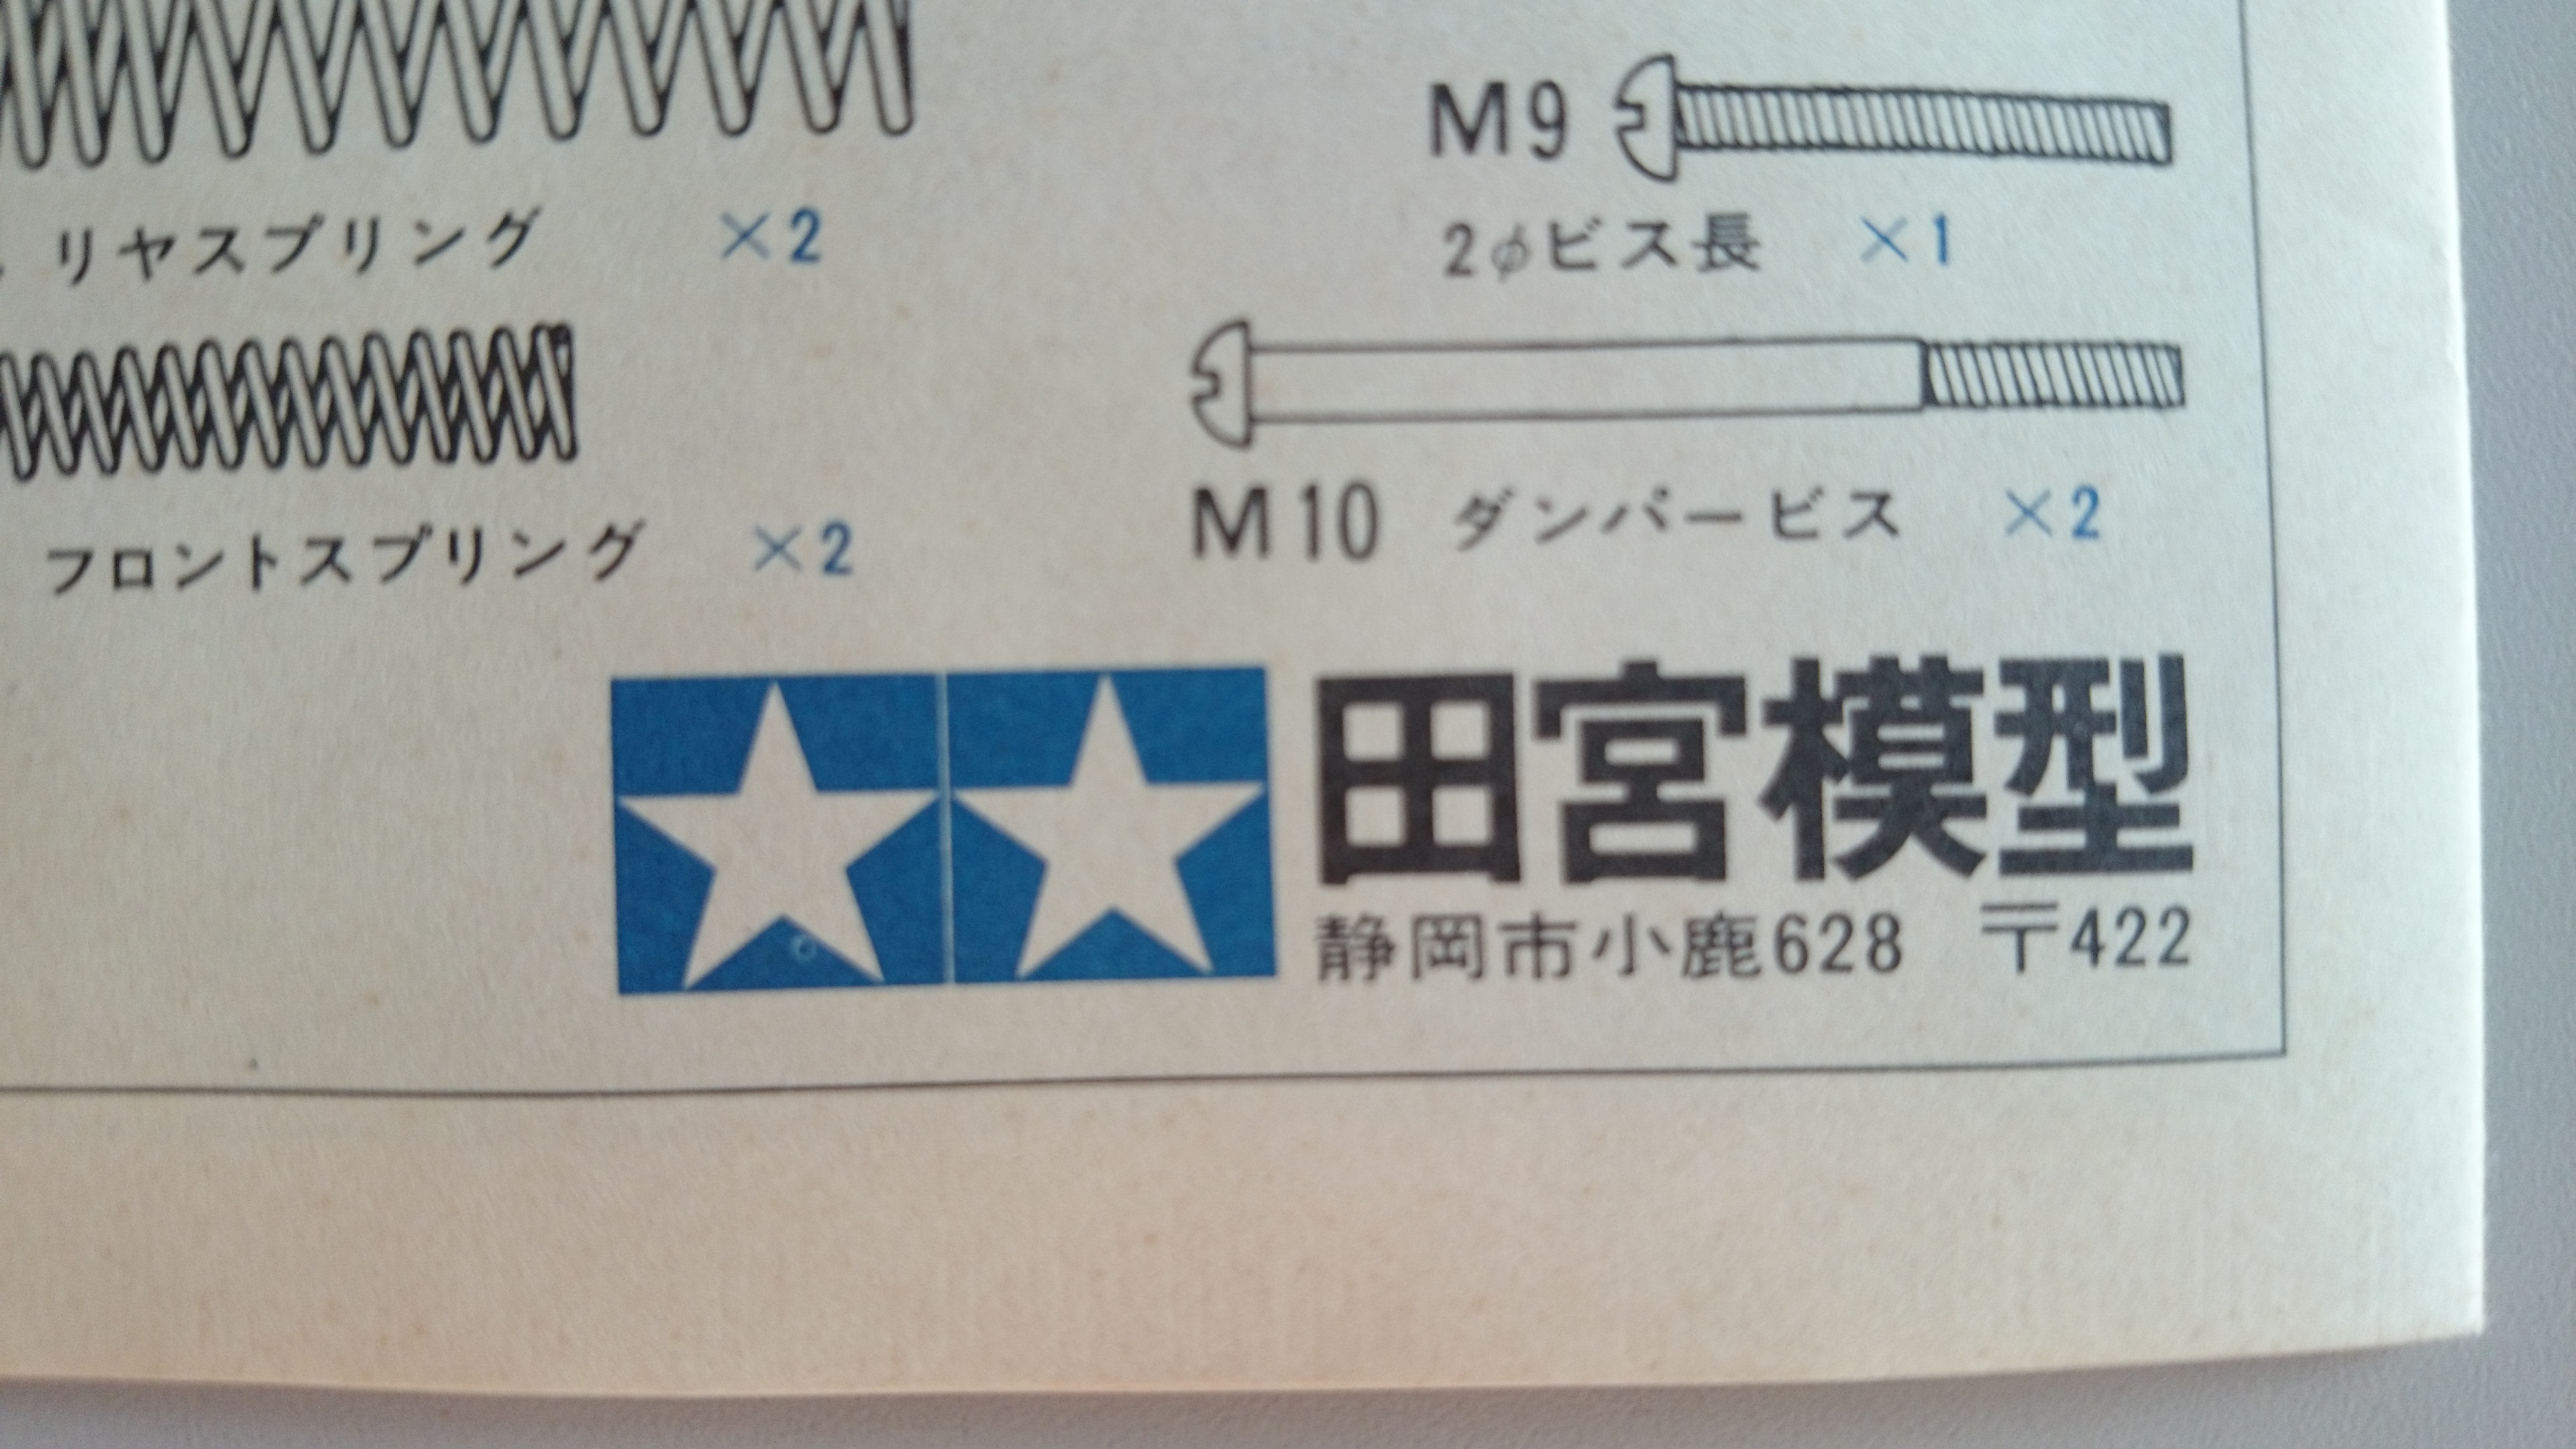 リヤスプリング ×2
フロントスプリング ×2
M9
2φビス長 ×1
M10 ダンパービス ×2
田宮模型
静岡市小鹿628 〒422